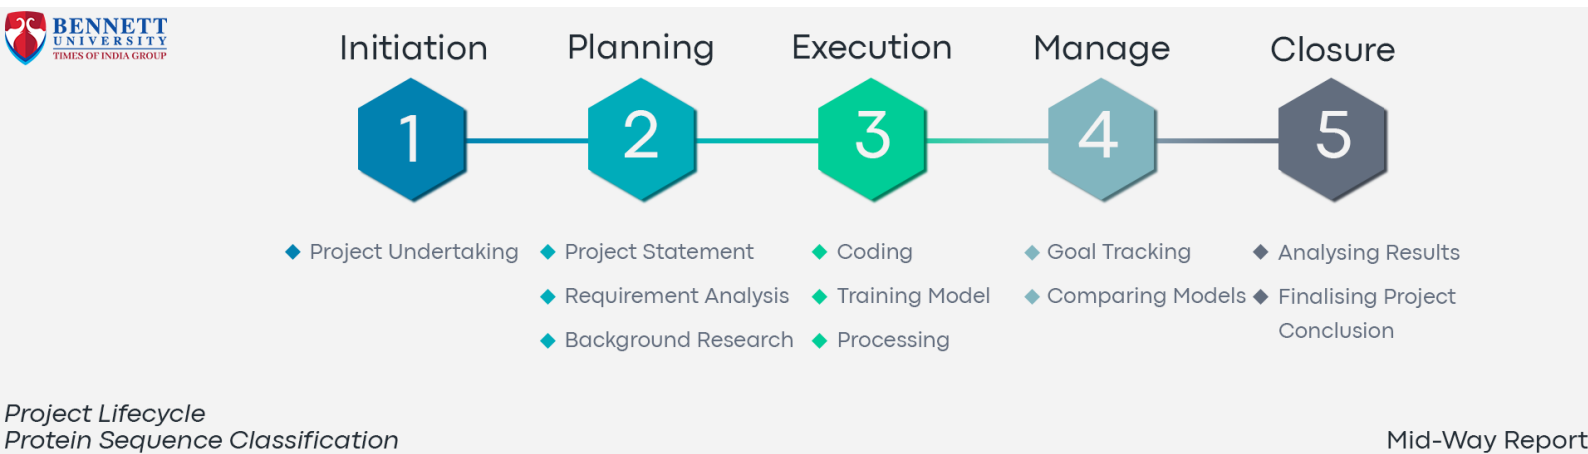 BENNETT
UNIVERSITY
TIMES OF INDIA GROUP
Initiation
Planning
Execution
Manage
Closure
1
2
3
4
5
Project Undertaking
Project Statement
Requirement Analysis
Background Research
Coding
Training Model
Processing
Goal Tracking
Comparing Models
Analysing Results
Finalising Project
Conclusion
Project Lifecycle
Protein Sequence Classification
Mid-Way Report